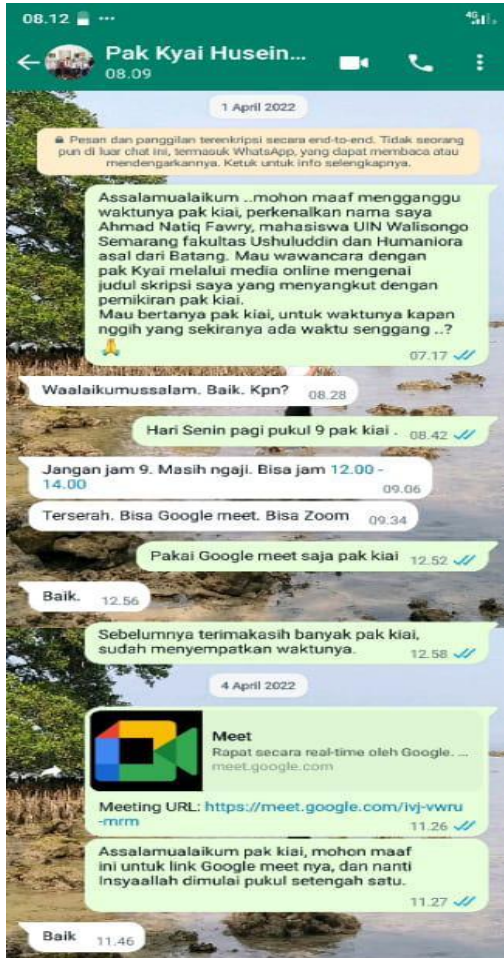 08.12 ...
4G
Pak Kyai Husein...
08.09
1 April 2022
Pesan dan panggilan terenkripsi secara end-to-end. Tidak seorang
pun di luar chat ini, termasuk WhatsApp, yang dapat membaca atau
mendengarkannya. Ketuk untuk info selengkapnya.
Assalamualaikum ..mohon maaf mengganggu
waktunya pak kiai, perkenalkan nama saya
Ahmad Natiq Fawry, mahasiswa UIN Walisongo
Semarang fakultas Ushuluddin dan Humaniora
asal dari Batang. Mau wawancara dengan
pak Kyai melalui media online mengenai
judul skripsi saya yang menyangkut dengan
pemikiran pak kiai.
Mau bertanya pak kiai, untuk waktunya kapan
nggih yang sekiranya ada waktu senggang ..?
🙏
07.17
Waalaikumussalam. Baik. Kpn? 08.28
Hari Senin pagi pukul 9 pak kiai . 08.42
Jangan jam 9. Masih ngaji. Bisa jam 12.00 -
14.00
09.06
Terserah. Bisa Google meet. Bisa Zoom 09.34
Pakai Google meet saja pak kiai 12.52
Baik. 12.56
Sebelumnya terimakasih banyak pak kiai,
sudah menyempatkan waktunya. 12.58
4 April 2022
Meet
Rapat secara real-time oleh Google. ...
meet.google.com
Meeting URL: https://meet.google.com/ivj-vwru
-mrm
11.26
Assalamualaikum pak kiai, mohon maaf
ini untuk link Google meet nya, dan nanti
Insyaallah dimulai pukul setengah satu.
11.27
Baik 11.46